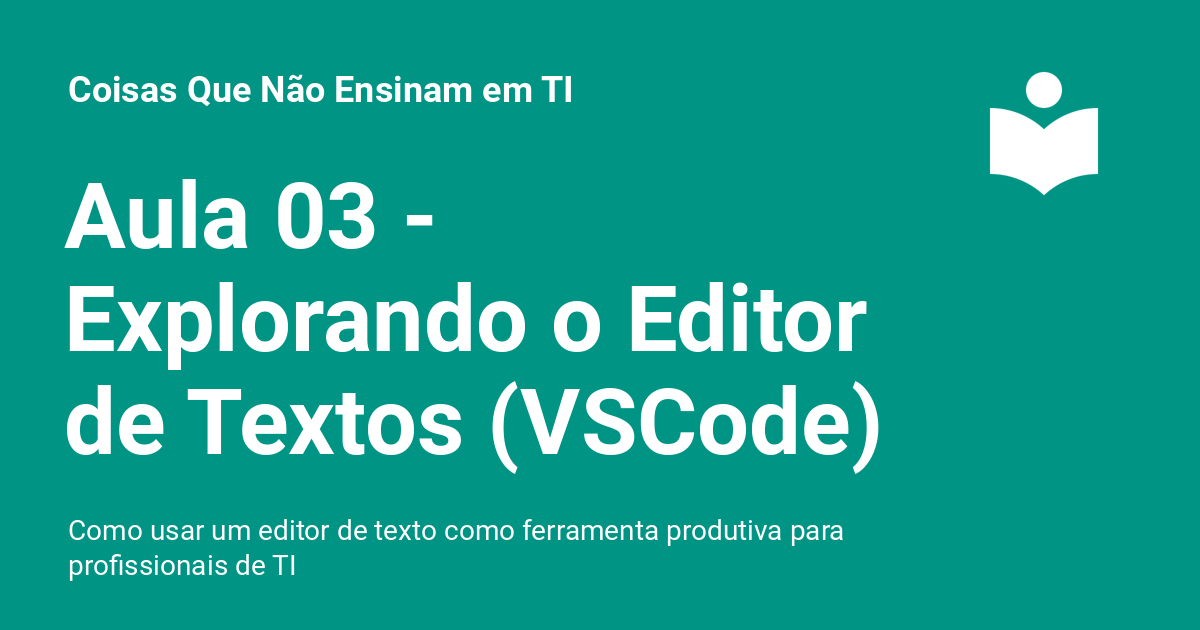 Coisas Que Não Ensinam em TI
Aula 03 -
Explorando o Editor
de Textos (VSCode)
Como usar um editor de texto como ferramenta produtiva para
profissionais de TI